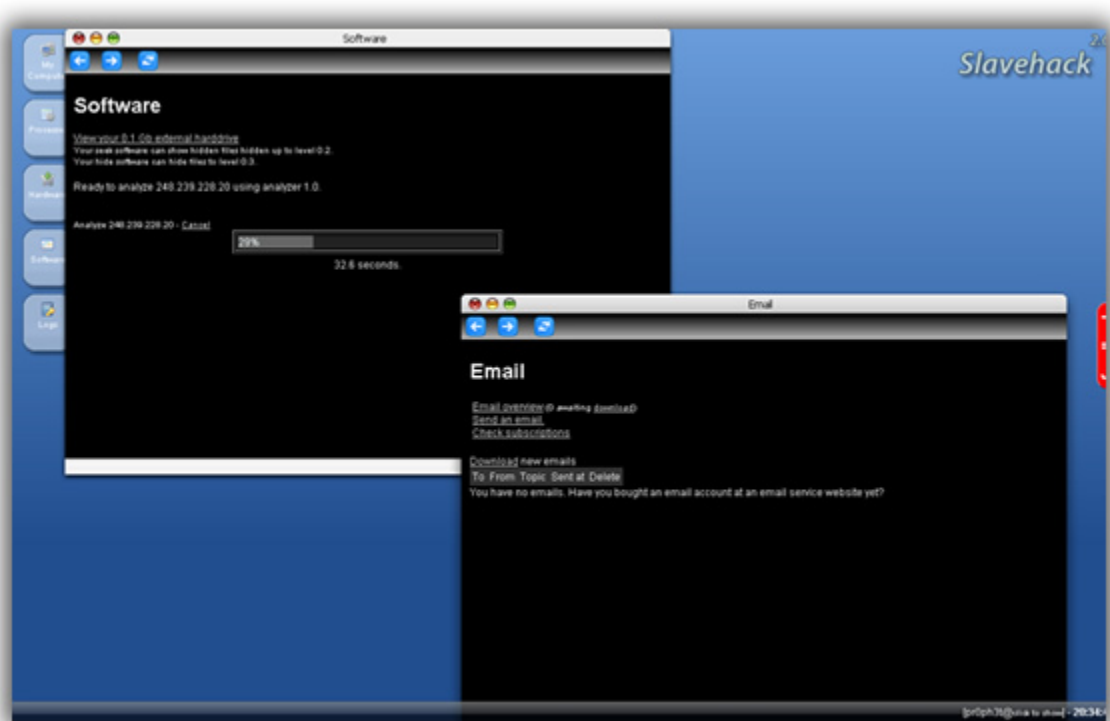 Software
Software
View your 0.1 Gb external harddrive
Your seek software can show hidden files hidden up to level 0.2.
Your hide software can hide files to level 0.3.
Ready to analyze 248.239.228.20 using analyzer 1.0.
Analyze 248.239.228.20 - Cancel
32.6 seconds.
My
Hardware
Software
Logs
Slavehack
Email
Email
Email overview (0 awaiting download)
Send an email
Check subscriptions
Download new emails
To From Topic Sent at Delete
You have no emails. Have you bought an email account at an email service website yet?